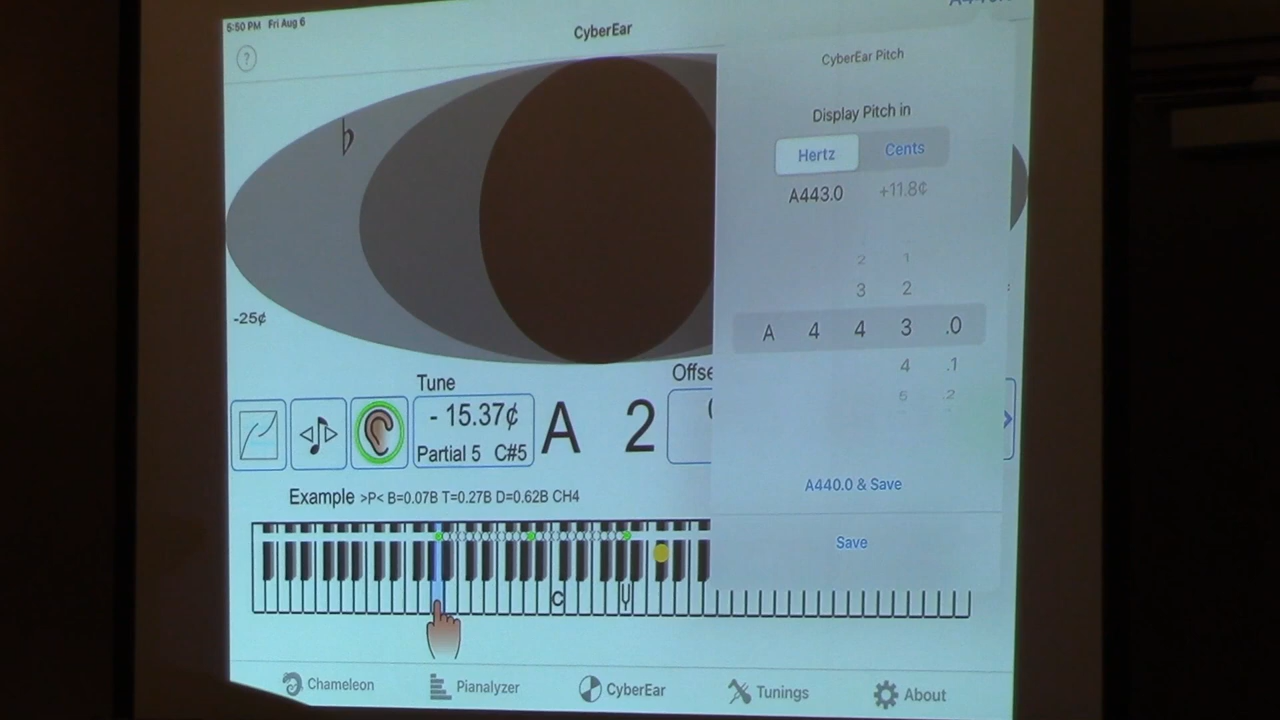 5:50 PM Fri Aug 6
CyberEar
?
♭
-25¢
CyberEar Pitch
Display Pitch in
Hertz Cents
A443.0 +11.8¢
2 1
3 2
A 4 4 3 .0
4 .1
5 .2
A440.0 & Save
Save
Tune
- 15.37¢
Partial 5 C#5
A 2
Offse
Example >P< B=0.07B T=0.27B D=0.62B CH4
C
Chameleon Pianalyzer CyberEar Tunings About